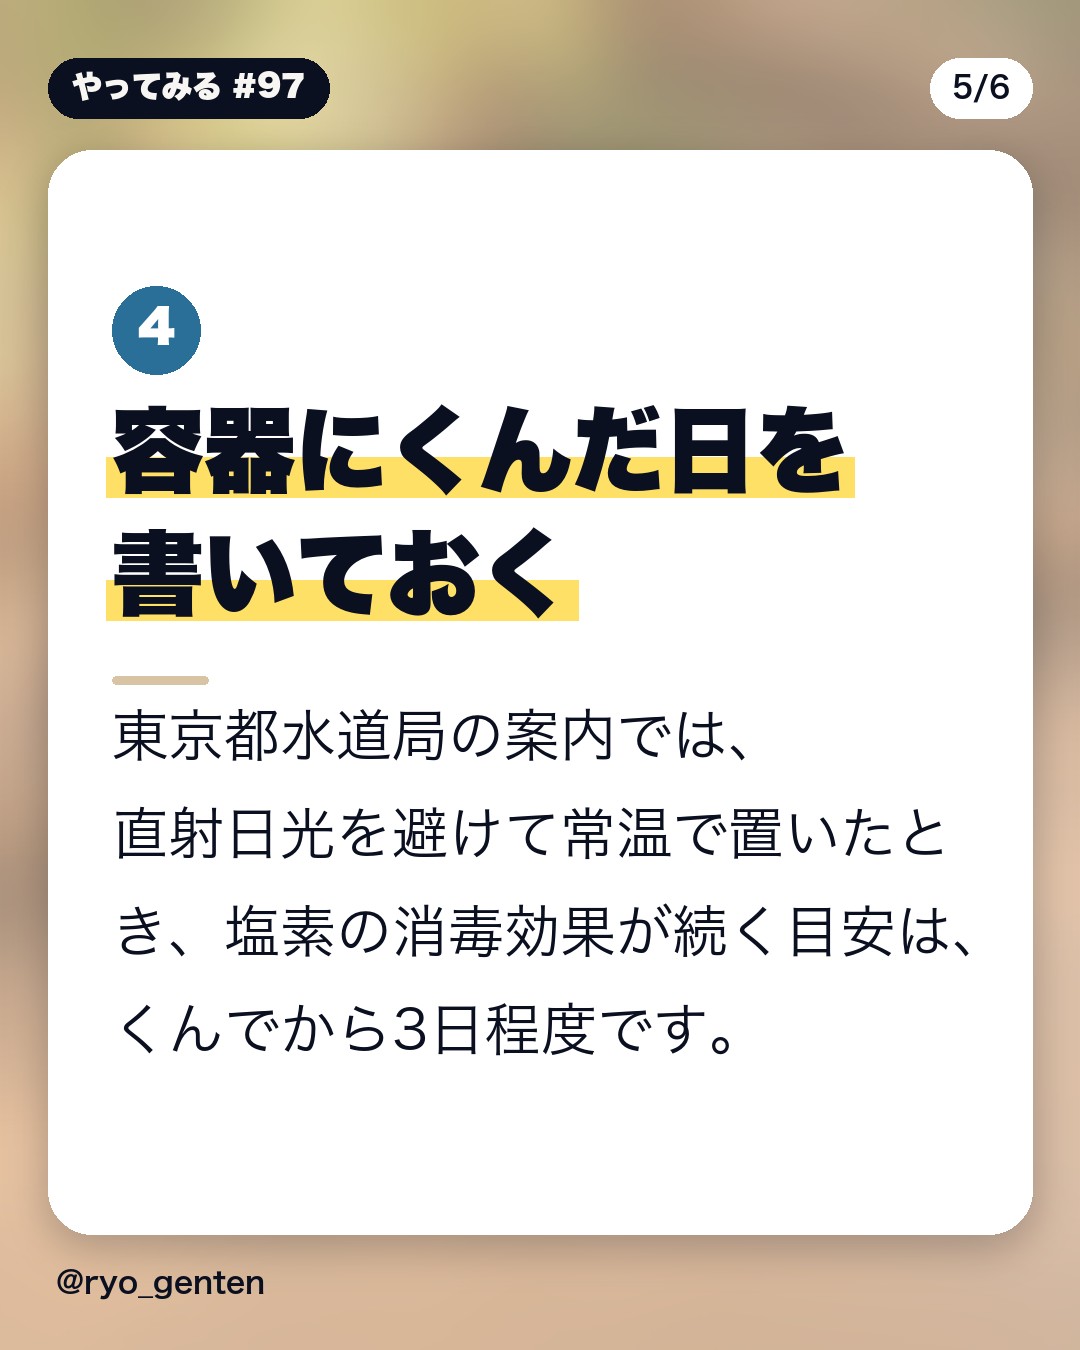 やってみる #97
5/6
4
容器にくんだ日を
書いておく
東京都水道局の案内では、
直射日光を避けて常温で置いたと
き、塩素の消毒効果が続く目安は、
くんでから3日程度です。
@ryo_genten